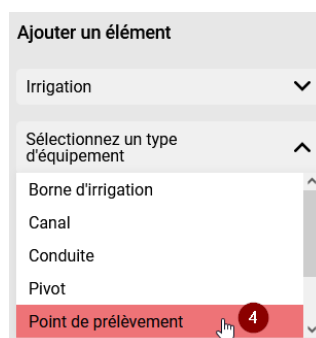 Ajouter un élément
Irrigation
Sélectionnez un type
d'équipement
Borne d'irrigation
Canal
Conduite
Pivot
Point de prélèvement 4